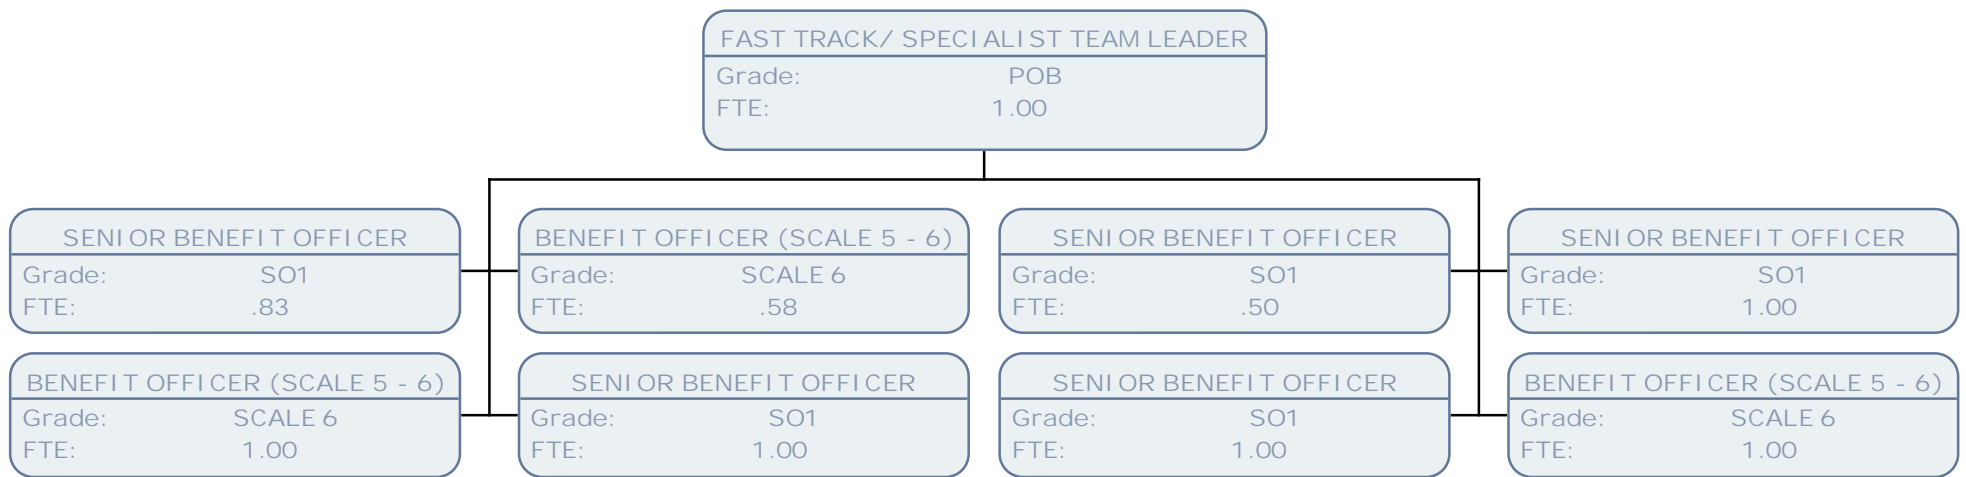 FAST TRACK/ SPECIALIST TEAM LEADER
Grade: POB
FTE: 1.00
SENIOR BENEFIT OFFICER
Grade: SO1
FTE: .83
BENEFIT OFFICER (SCALE 5 - 6)
Grade: SCALE 6
FTE: .58
SENIOR BENEFIT OFFICER
Grade: SO1
FTE: .50
SENIOR BENEFIT OFFICER
Grade: SO1
FTE: 1.00
BENEFIT OFFICER (SCALE 5 - 6)
Grade: SCALE 6
FTE: 1.00
SENIOR BENEFIT OFFICER
Grade: SO1
FTE: 1.00
SENIOR BENEFIT OFFICER
Grade: SO1
FTE: 1.00
BENEFIT OFFICER (SCALE 5 - 6)
Grade: SCALE 6
FTE: 1.00